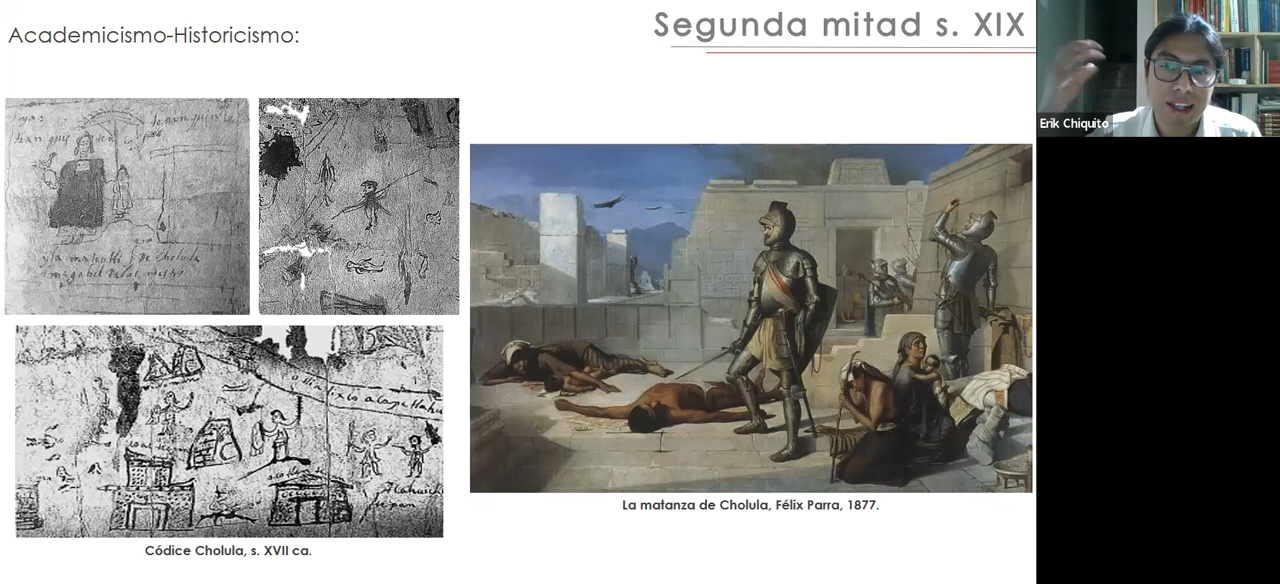 Academicismo-Historicismo:
Segunda mitad s. XIX
Erik Chiquito
La matanza de Cholula, Félix Parra, 1877.
Códice Cholula, s. XVII ca.